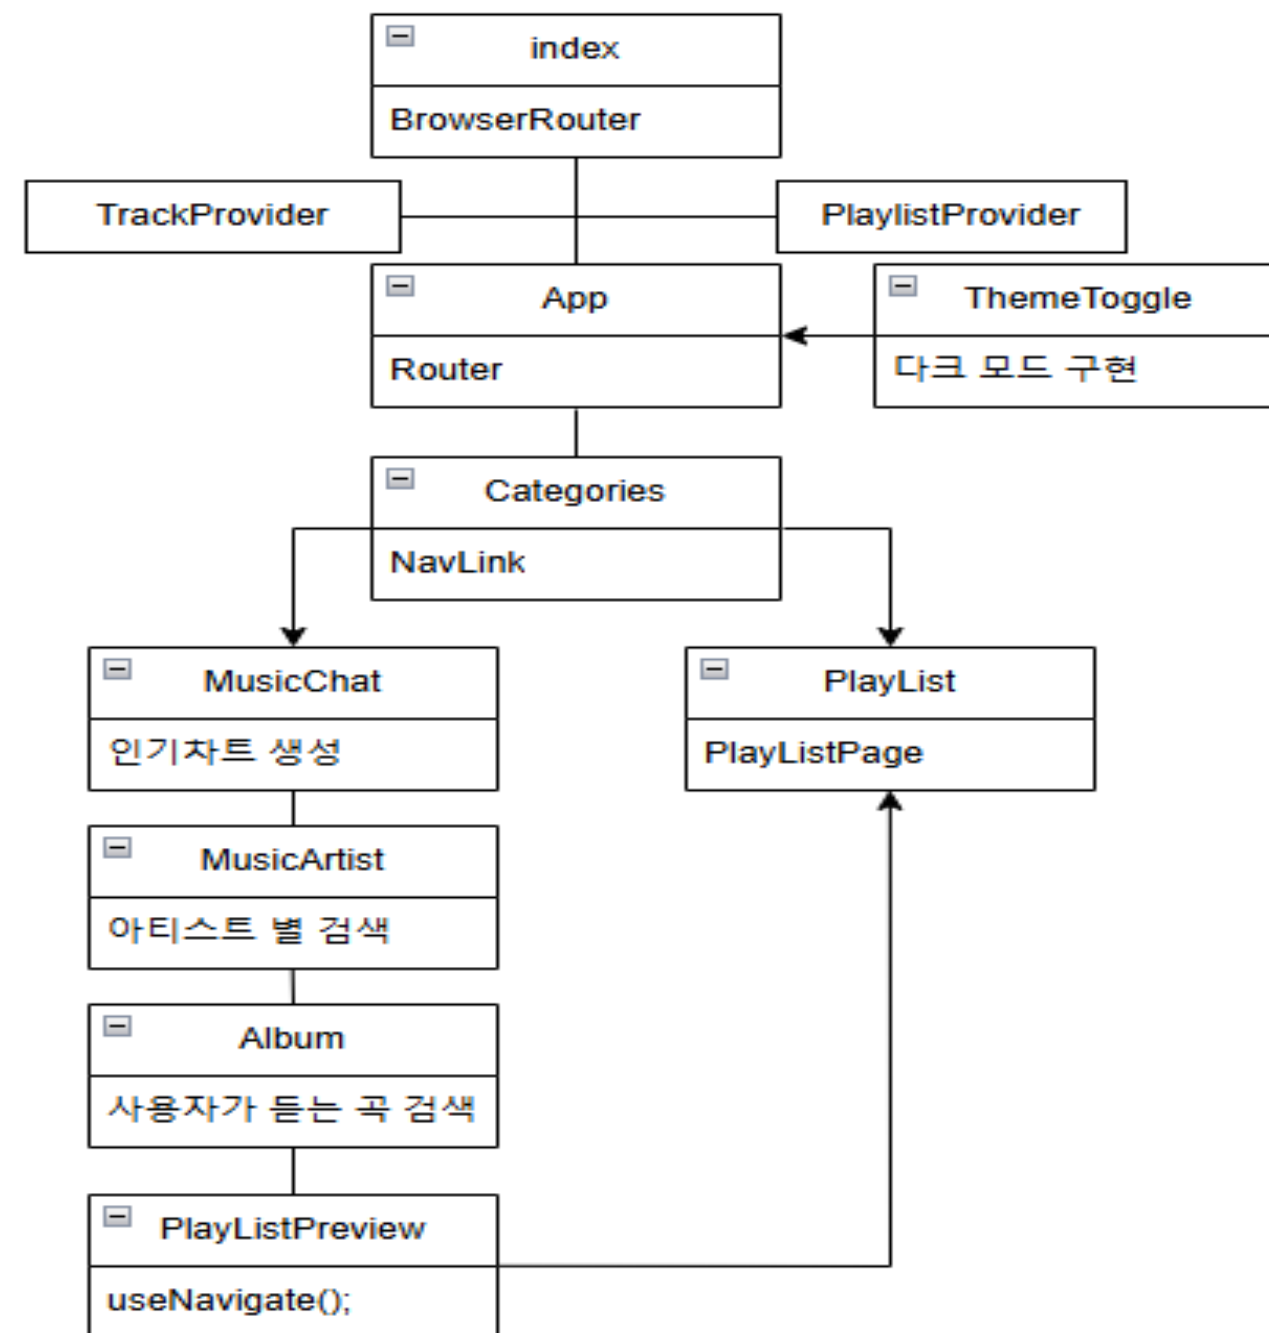 index
BrowserRouter
TrackProvider
PlaylistProvider
App
Router
ThemeToggle
다크 모드 구현
Categories
NavLink
MusicChat
인기차트 생성
PlayList
PlayListPage
MusicArtist
아티스트 별 검색
Album
사용자가 듣는 곡 검색
PlayListPreview
useNavigate();